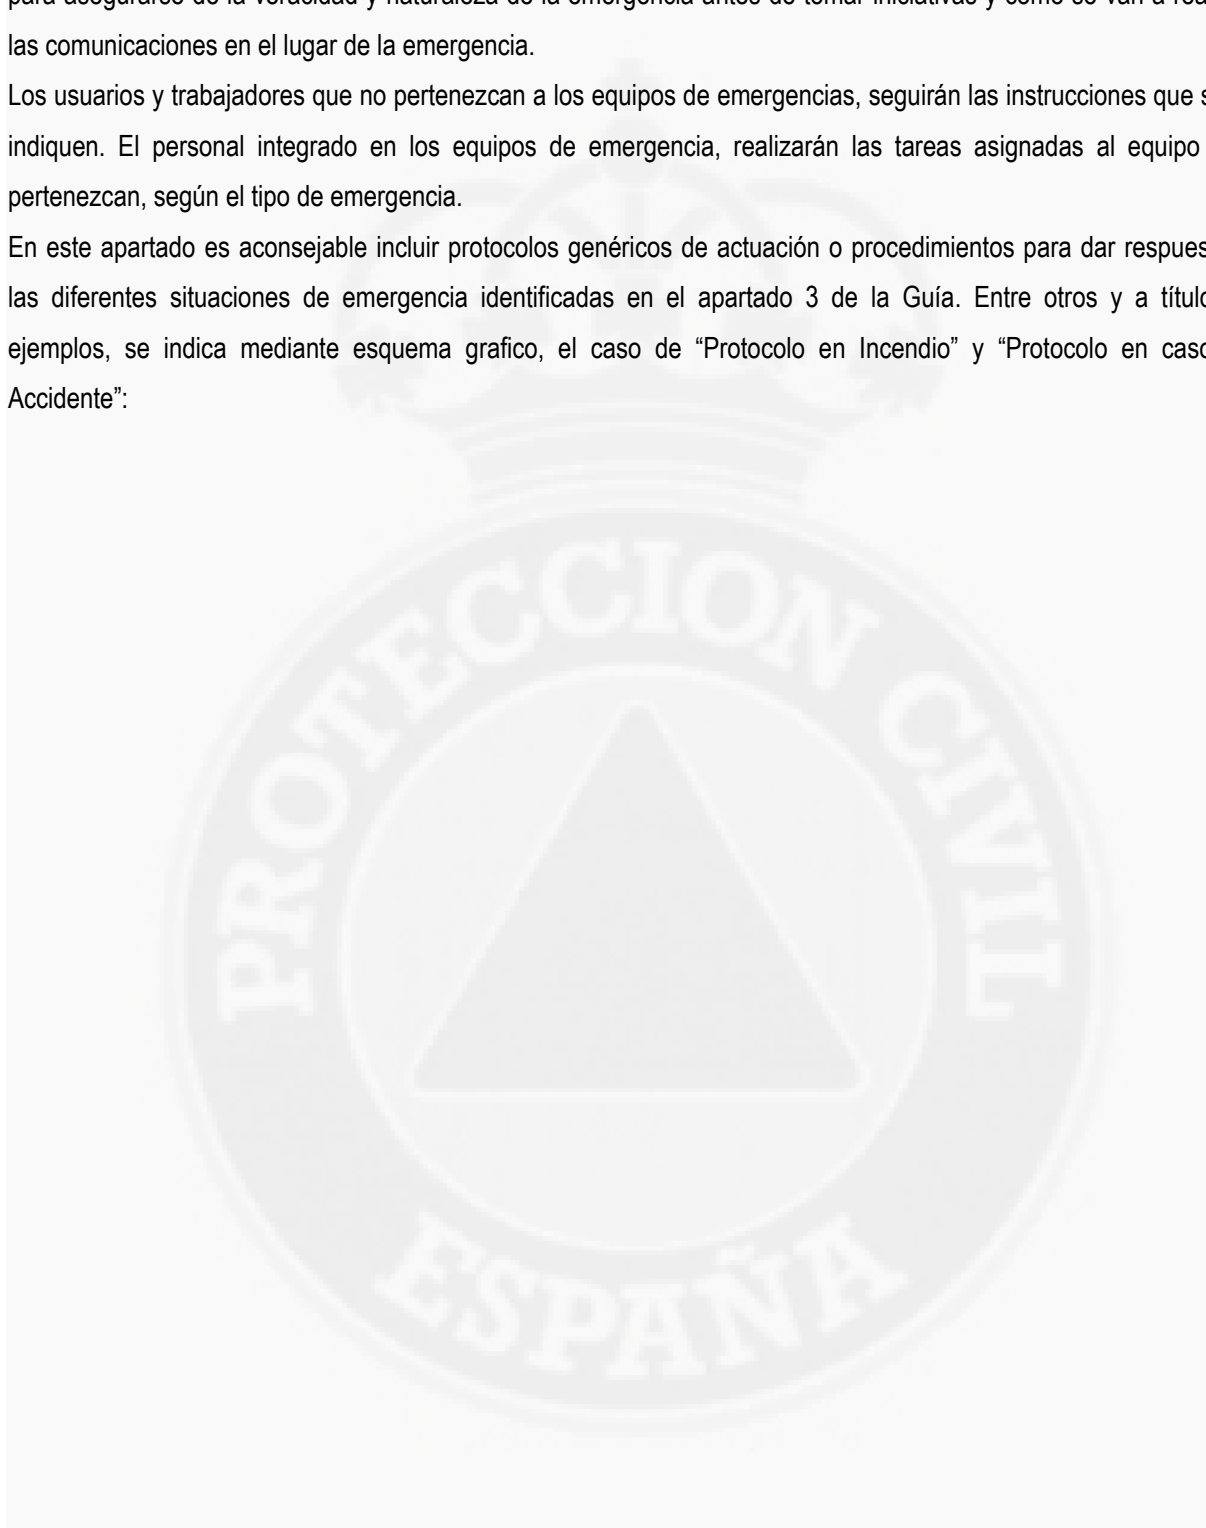 para asegurarse de la veracidad y naturaleza de la emergencia antes de tomar iniciativas y como se van a rea
las comunicaciones en el lugar de la emergencia.
Los usuarios y trabajadores que no pertenezcan a los equipos de emergencias, seguirán las instrucciones que s
indiquen. El personal integrado en los equipos de emergencia, realizarán las tareas asignadas al equipo
pertenezcan, según el tipo de emergencia.
En este apartado es aconsejable incluir protocolos genéricos de actuación o procedimientos para dar respues
las diferentes situaciones de emergencia identificadas en el apartado 3 de la Guía. Entre otros y a título
ejemplos, se indica mediante esquema grafico, el caso de “Protocolo en Incendio” y “Protocolo en caso
Accidente”:
PROTECCION CIVIL
ESPAÑA